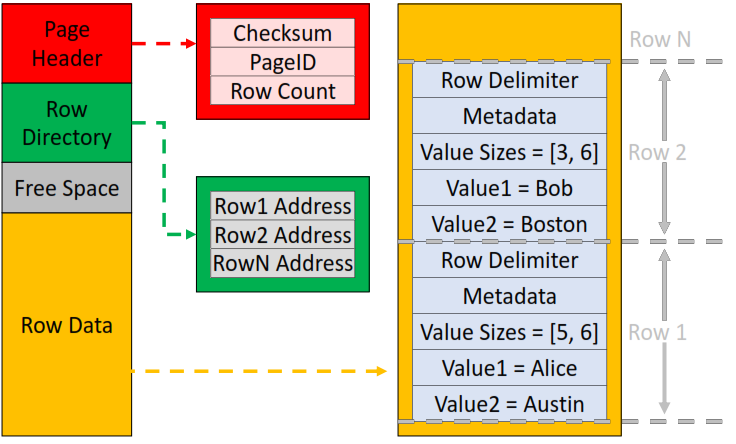 Page
Header
Row
Directory
Free Space
Row Data
Checksum
PageID
Row Count
Row1 Address
Row2 Address
RowN Address
Row Delimiter
Metadata
Value Sizes = [3, 6]
Value1 = Bob
Value2 = Boston
Row Delimiter
Metadata
Value Sizes = [5, 6]
Value1 = Alice
Value2 = Austin
Row N
Row 2
Row 1